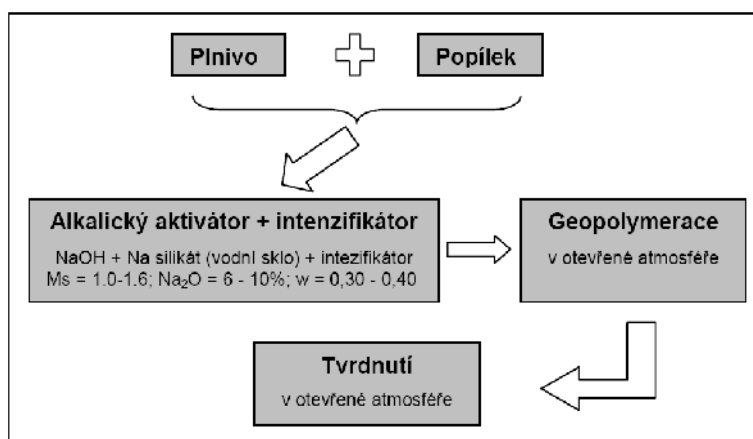 Plnivo
Popílek
Alkalický aktivátor + intenzifikátor
NaOH + Na silikát (vodní sklo) + intezifikátor
Ms = 1.0-1.6; Na₂O = 6 - 10%; w = 0,30 - 0,40
Geopolymerace
v otevřené atmosféře
Tvrdnutí
v otevřené atmosféře